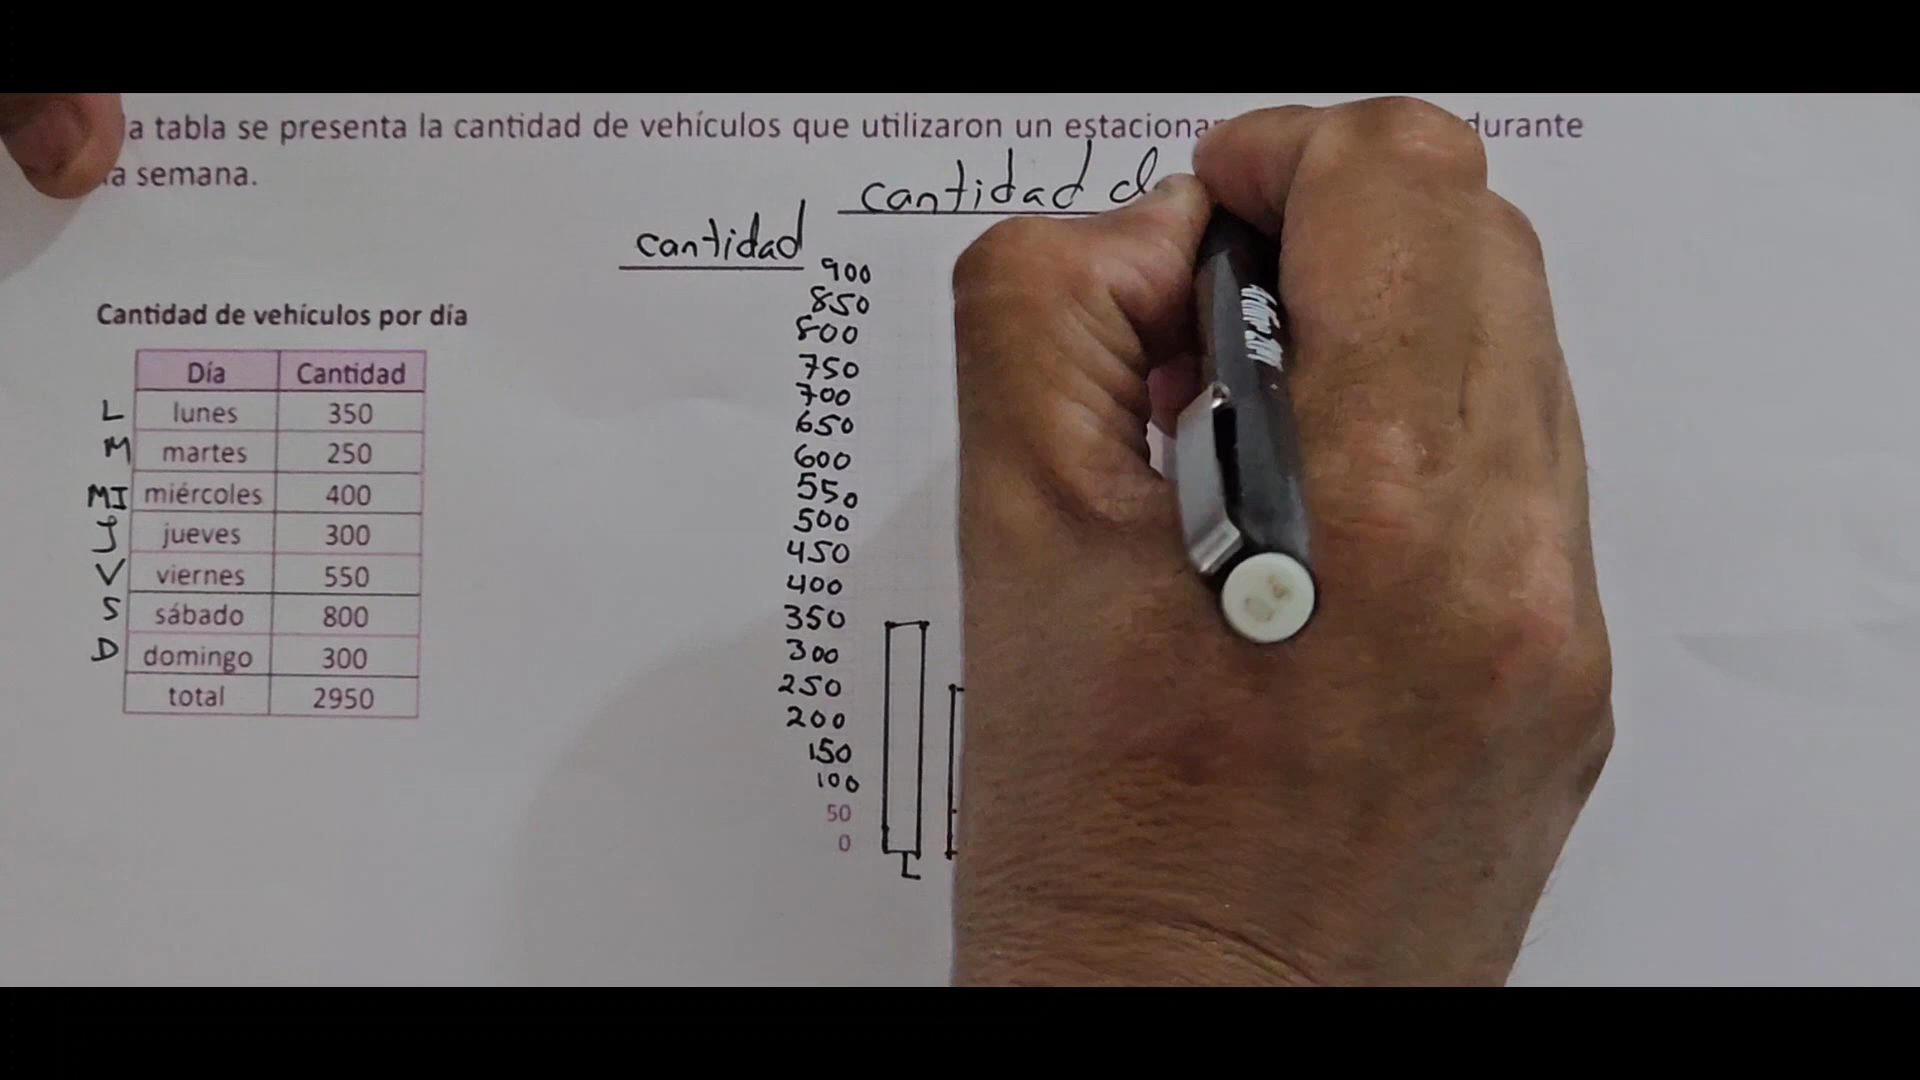 a tabla se presenta la cantidad de vehículos que utilizaron un durante
semana.
cantidad
cantidad
Cantidad de vehículos por día
Día Cantidad
L lunes 350
M martes 250
MI miércoles 400
J jueves 300
V viernes 550
S sábado 800
D domingo 300
total 2950
900
850
800
750
700
650
600
550
500
450
400
350
300
250
200
150
100
50
0
L